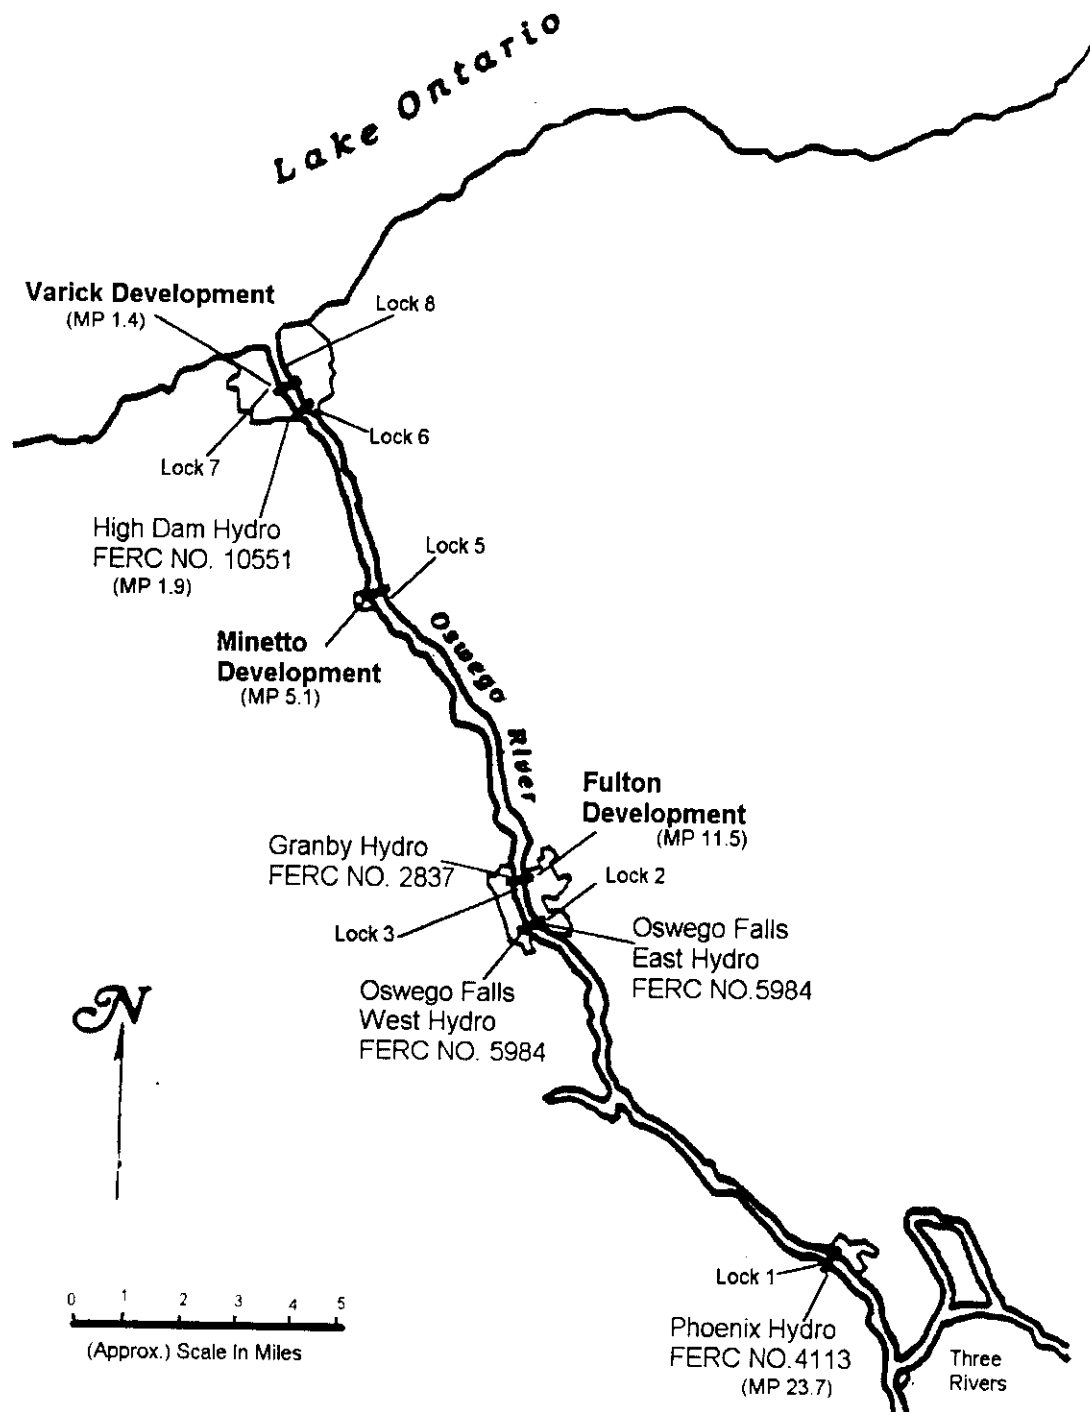 Lake Ontario
Varick Development
(MP 1.4)
Lock 8
Lock 6
Lock 7
High Dam Hydro
FERC NO. 10551
(MP 1.9)
Lock 5
Minetto
Development
(MP 5.1)
Oswego River
Fulton
Development
(MP 11.5)
Granby Hydro
FERC NO. 2837
Lock 2
Lock 3
Oswego Falls
East Hydro
FERC NO.5984
Oswego Falls
West Hydro
FERC NO. 5984
N
Lock 1
Phoenix Hydro
FERC NO.4113
(MP 23.7)
Three
Rivers
0 1 2 3 4 5
(Approx.) Scale In Miles